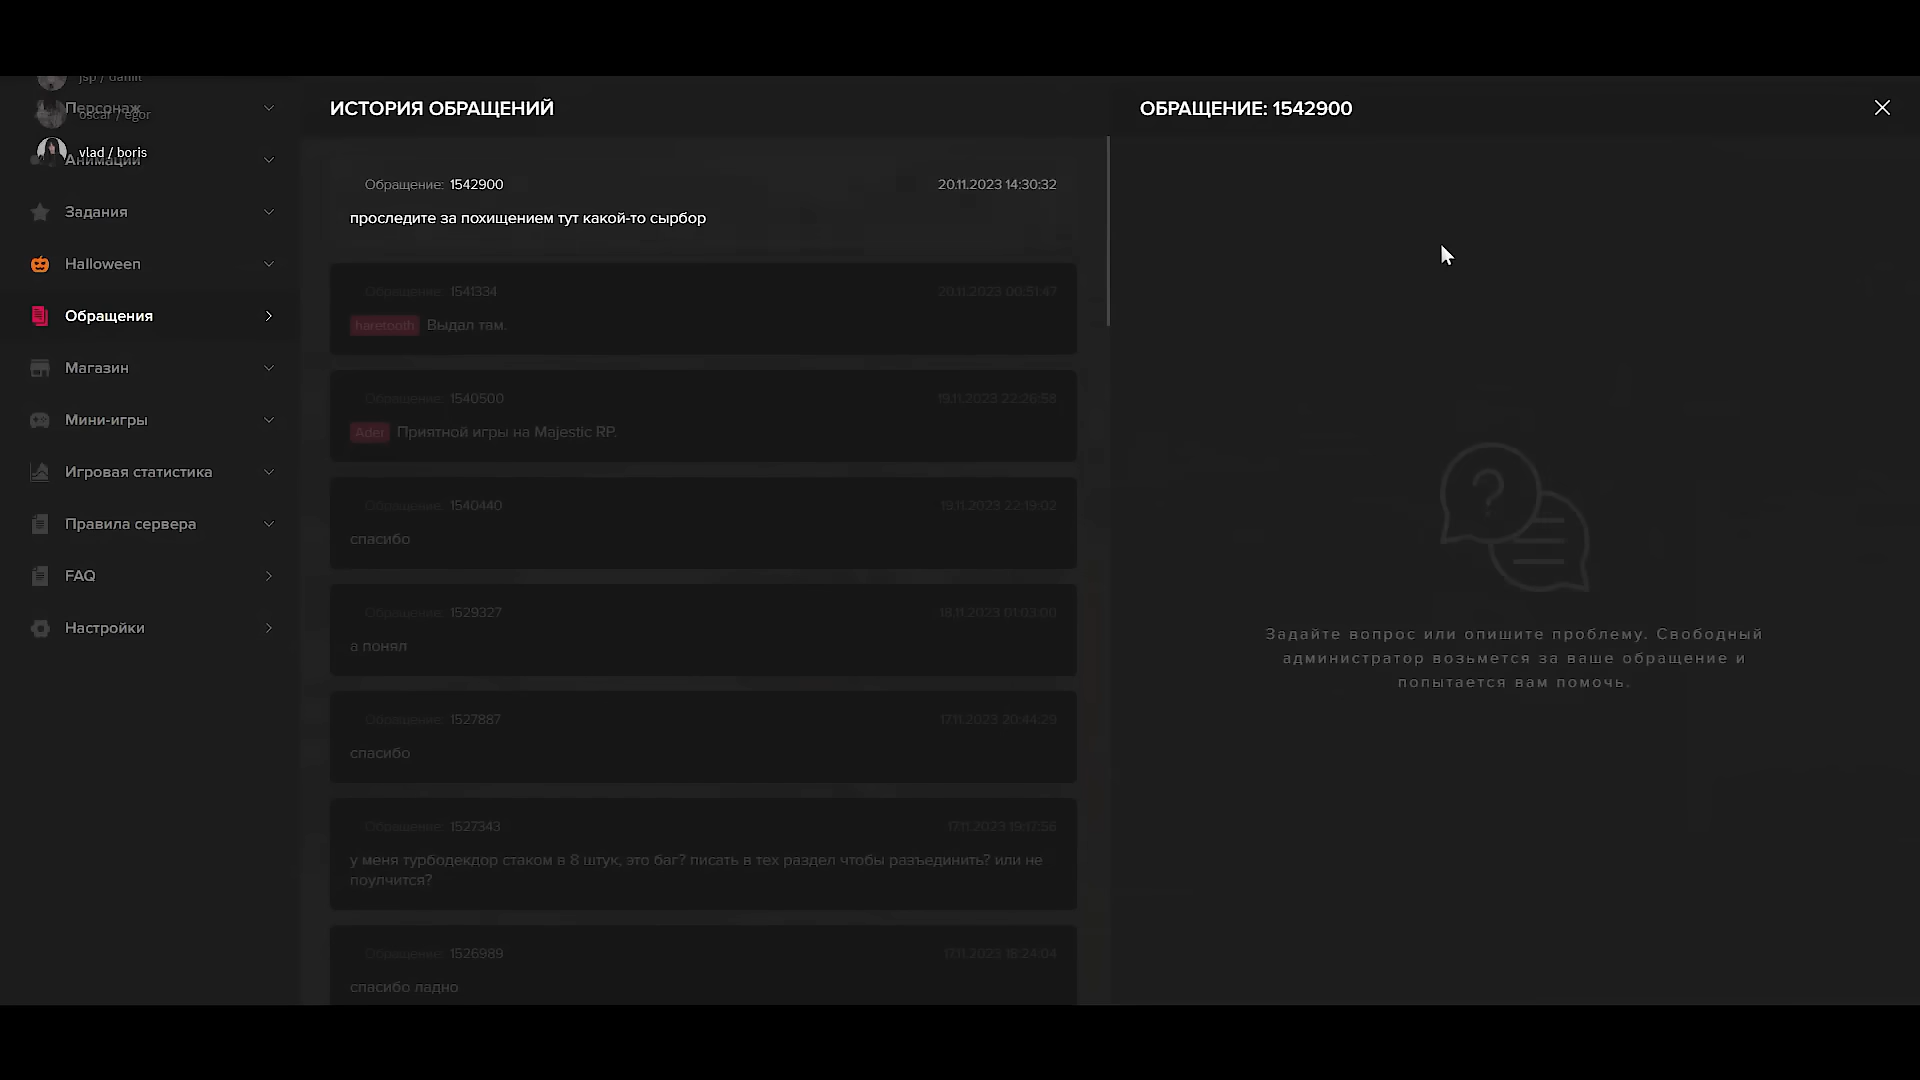 jsp / daniil
Персонаж
oscar / egor
vlad / boris
Анимации
Задания
Halloween
Обращения
Магазин
Мини-игры
Игровая статистика
Правила сервера
FAQ
Настройки
ИСТОРИЯ ОБРАЩЕНИЙ
Обращение: 1542900 20.11.2023 14:30:32
проследите за похищением тут какой-то сырбор
Обращение: 1541334 20.11.2023 00:51:47
haretooth Выдал там.
Обращение: 1540500 19.11.2023 22:26:58
Ader Приятной игры на Majestic RP.
Обращение: 1540440 19.11.2023 22:19:02
спасибо
Обращение: 1529327 18.11.2023 01:03:00
а понял
Обращение: 1527887 17.11.2023 20:44:29
спасибо
Обращение: 1527343 17.11.2023 19:17:56
у меня турбодекдор стаком в 8 штук, это баг? писать в тех раздел чтобы разъединить? или не
поулчится?
Обращение: 1526989 17.11.2023 18:24:04
спасибо ладно
ОБРАЩЕНИЕ: 1542900
Задайте вопрос или опишите проблему. Свободный
администратор возьмется за ваше обращение и
попытается вам помочь.